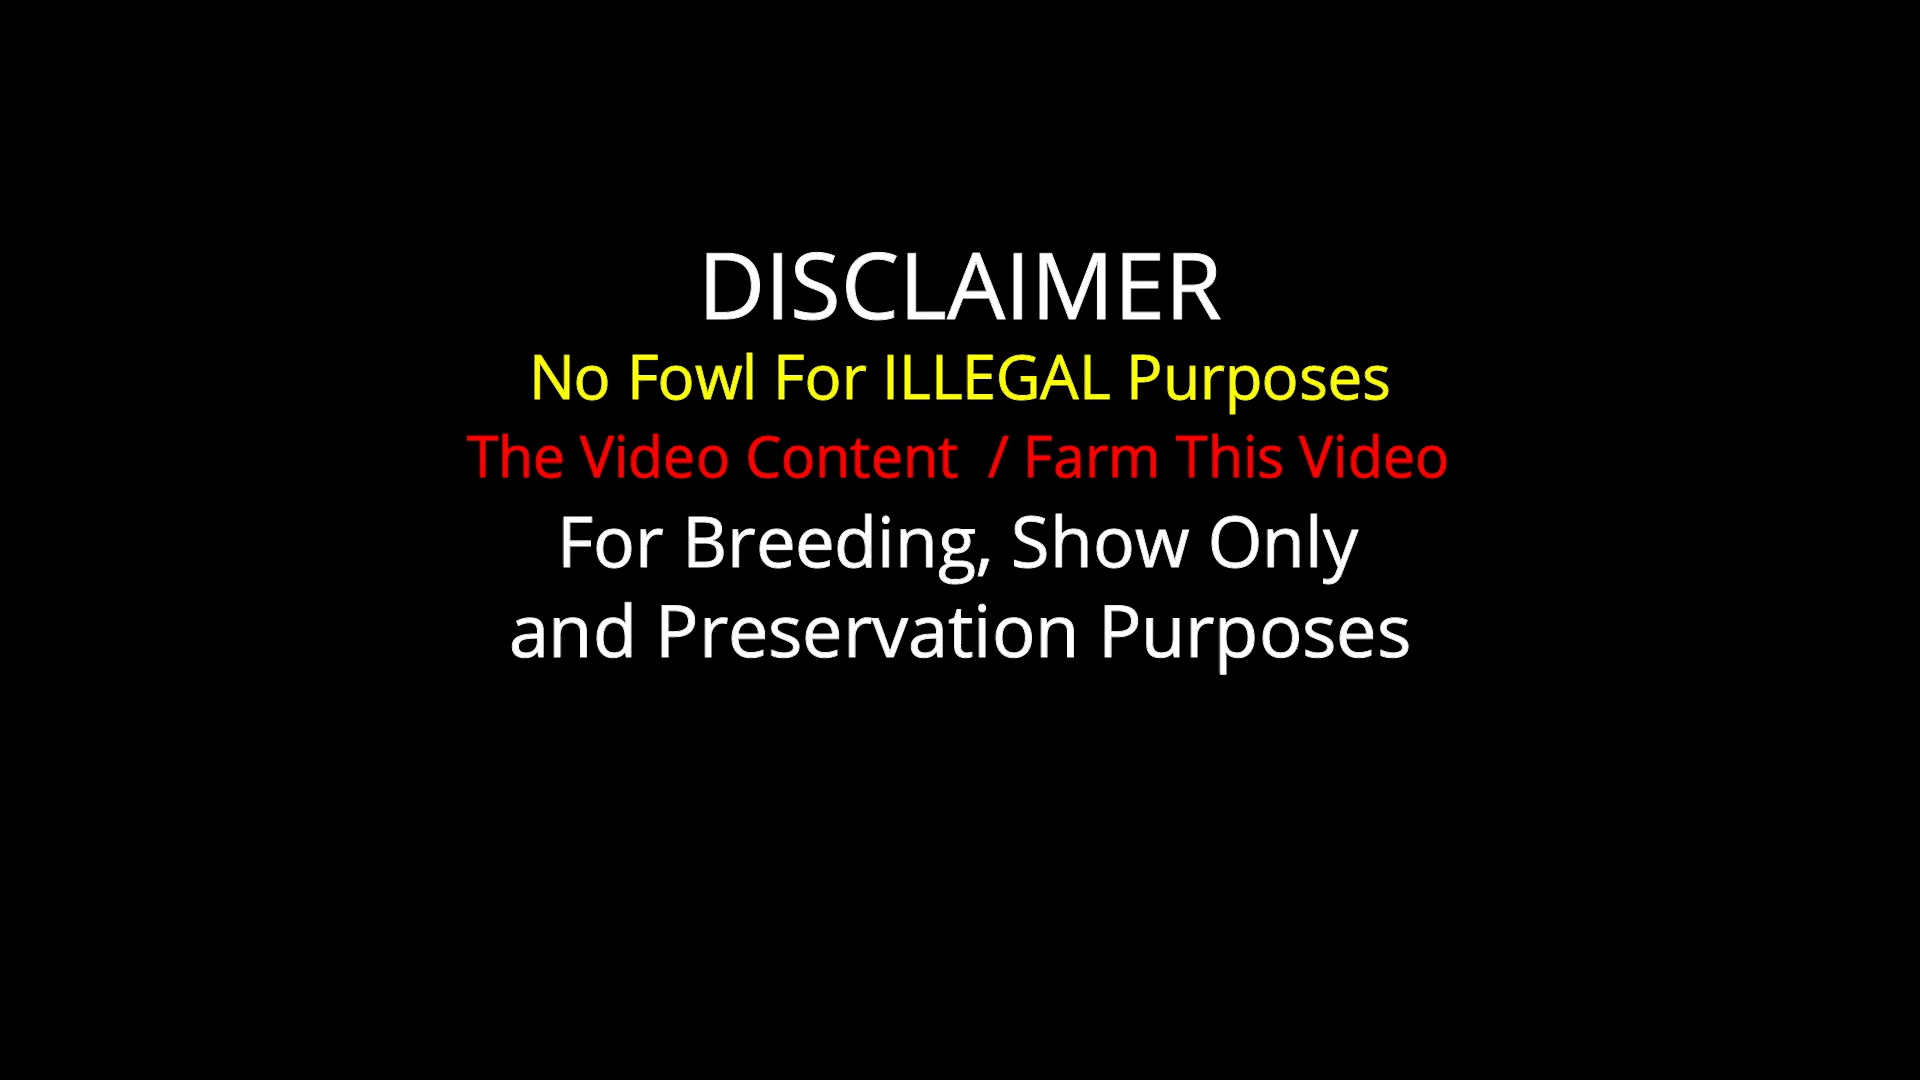 DISCLAIMER
No Fowl For ILLEGAL Purposes
The Video Content  / Farm This Video
For Breeding, Show Only
and Preservation Purposes